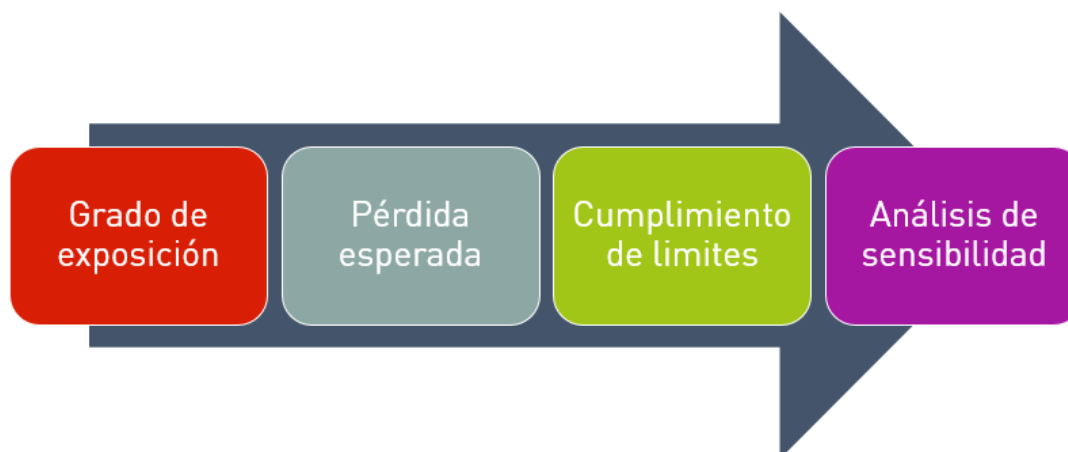 Grado de
exposición
Pérdida
esperada
Cumplimiento
de limites
Análisis de
sensibilidad